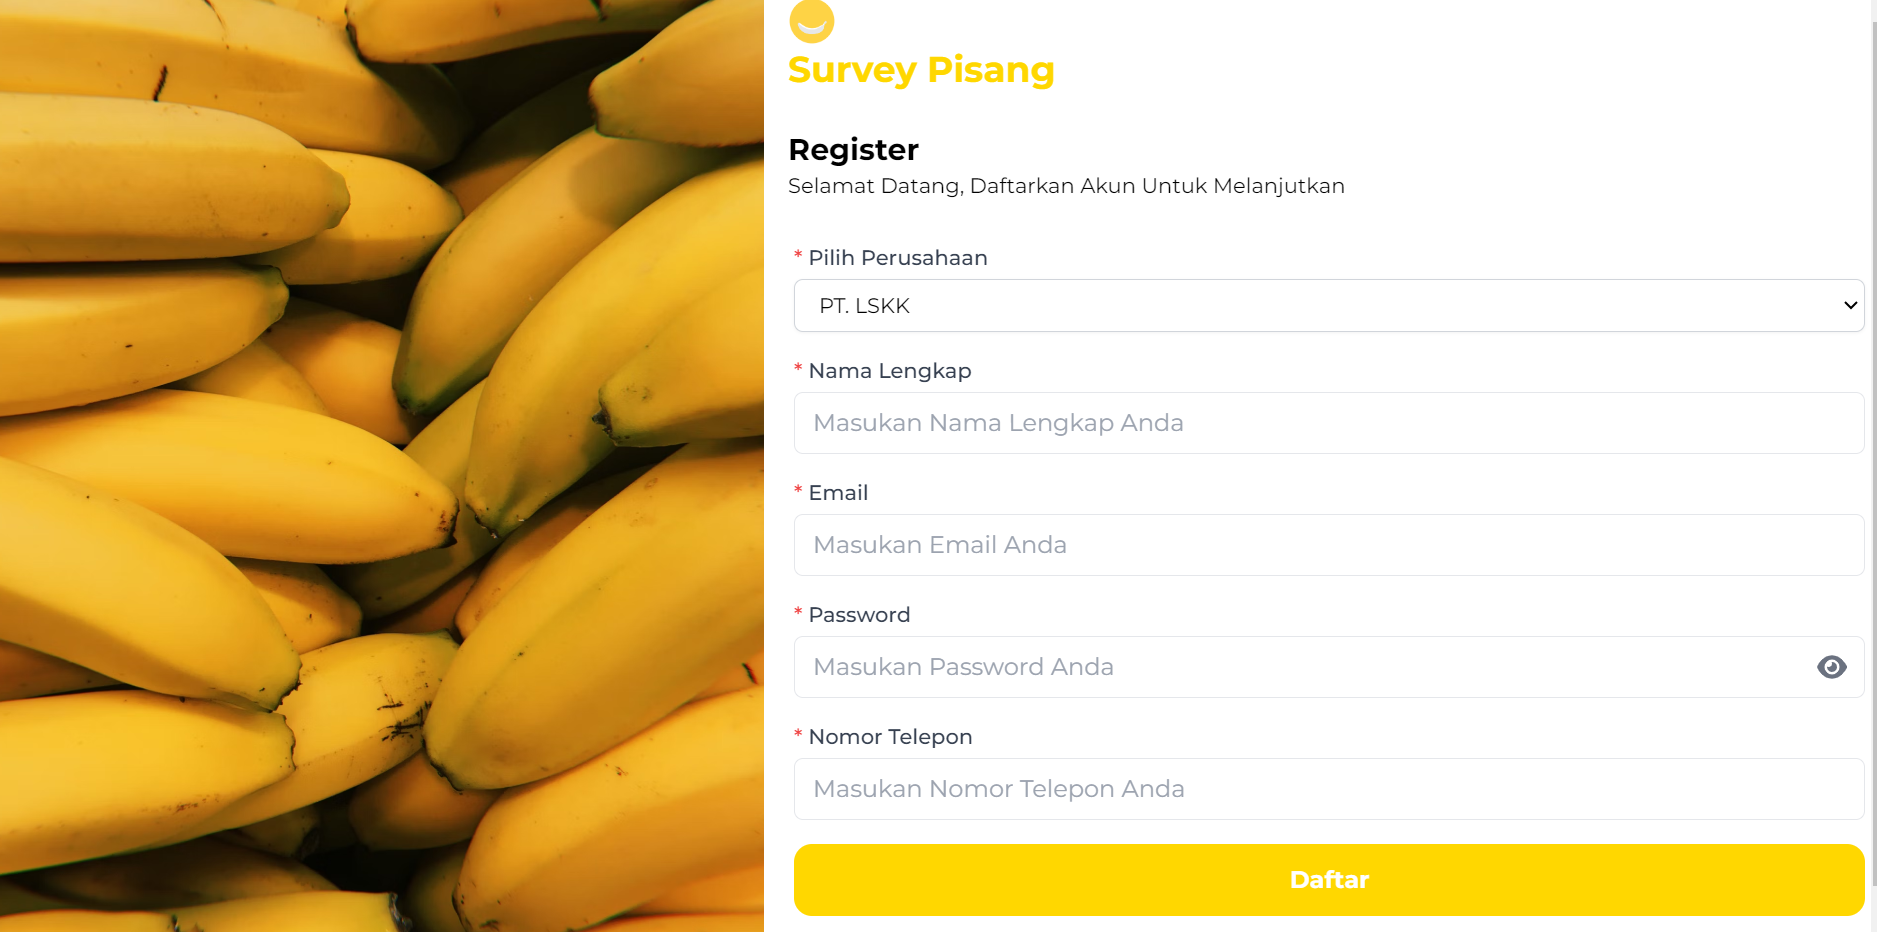 Survey Pisang
Register
Selamat Datang, Daftarkan Akun Untuk Melanjutkan
* Pilih Perusahaan
PT. LSKK
* Nama Lengkap
Masukan Nama Lengkap Anda
* Email
Masukan Email Anda
* Password
Masukan Password Anda
* Nomor Telepon
Masukan Nomor Telepon Anda
Daftar